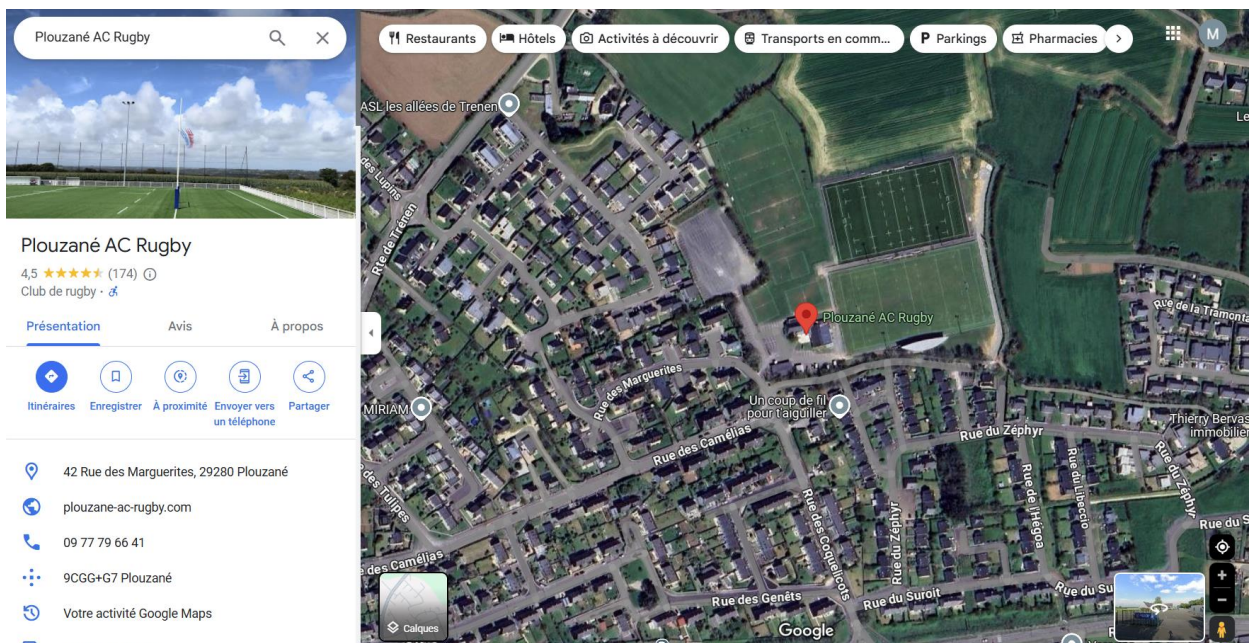 Plouzané AC Rugby
Restaurants
Hôtels
Activités à découvrir
Transports en comm...
P Parkings
Pharmacies
M
Plouzané AC Rugby
4,5 (174)
Club de rugby ·
Présentation
Avis
À propos
Itinéraires
Enregistrer
À proximité
Envoyer vers
un téléphone
Partager
42 Rue des Marguerites, 29280 Plouzané
plouzane-ac-rugby.com
09 77 79 66 41
9CGG+G7 Plouzané
Votre activité Google Maps
ASL les allées de Trenen
Le
des Lupins
Rte de Trénen
Plouzané AC Rugby
Rue de la Tramonta
Rue des Marguerites
MIRIAM
Un coup de fil
pour t'aiguiller
Thierry Bervas
immobilier
Rue du Zéphyr
Rue des Camélias
Rue de l'Hégoa
Rue du Libeccio
Rue du Zéphyr
des Tulipes
Rue des Coquelicots
Rue du Zéphyr
Rue du S
des Camélias
Rue des Genêts
Rue du Suroit
Rue du Su
Calques
Google